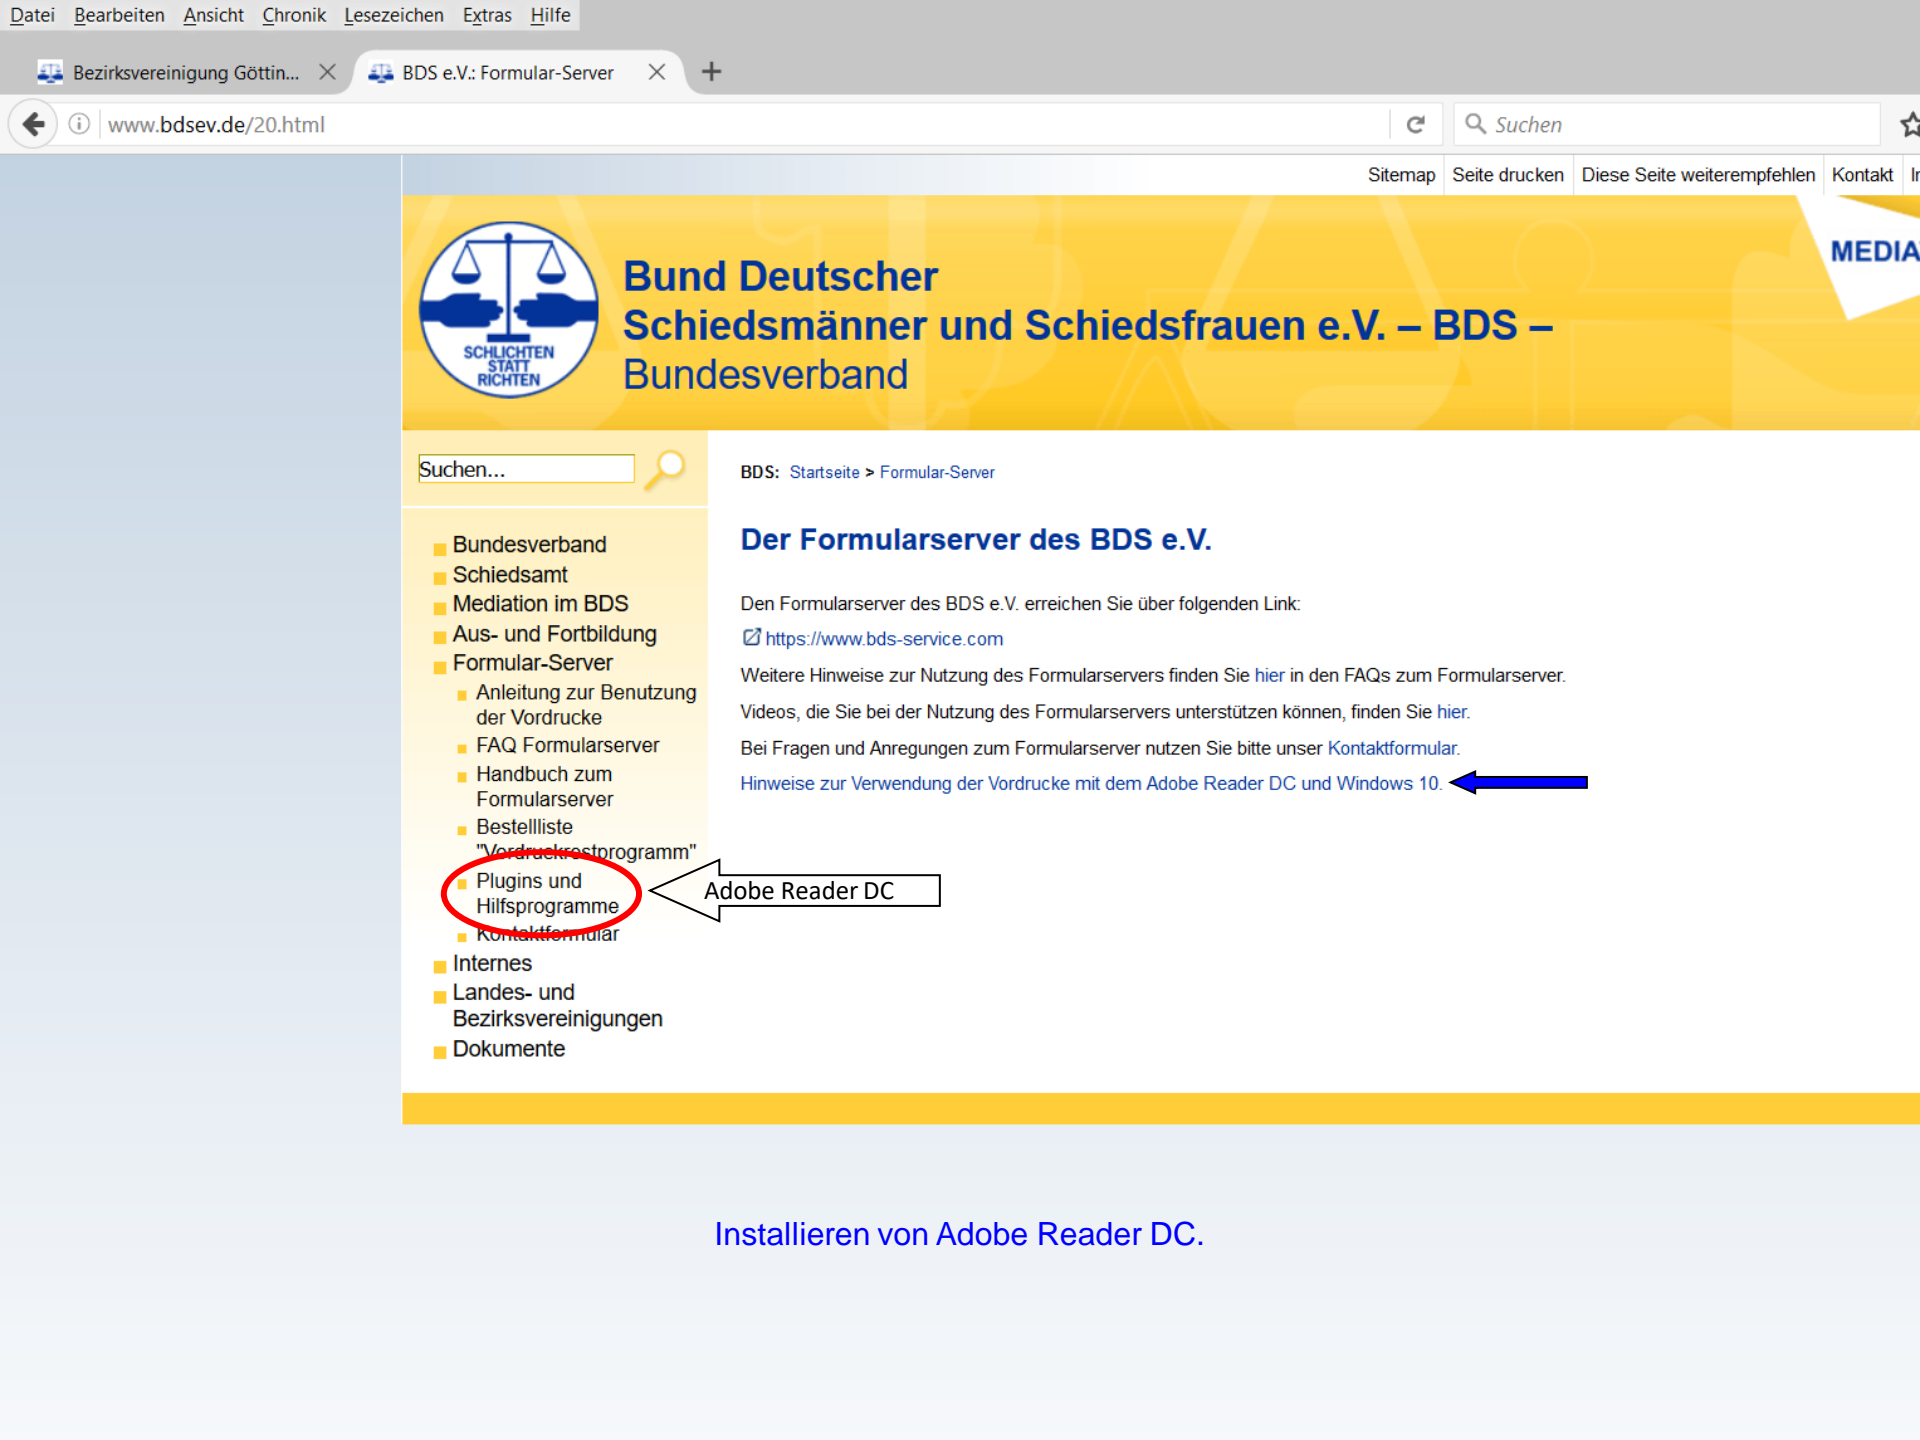 Datei Bearbeiten Ansicht Chronik Lesezeichen Extras Hilfe
Bezirksvereinigung Göttin...
BDS e.V.: Formular-Server
www.bdsev.de/20.html
Suchen
Sitemap Seite drucken Diese Seite weiterempfehlen Kontakt
MEDIA
SCHLICHTEN
STATT
RICHTEN
Bund Deutscher
Schiedsmänner und Schiedsfrauen e.V. – BDS –
Bundesverband
Suchen...
BDS: Startseite > Formular-Server
Bundesverband
Schiedsamt
Mediation im BDS
Aus- und Fortbildung
Formular-Server
Anleitung zur Benutzung
der Vordrucke
FAQ Formularserver
Handbuch zum
Formularserver
Bestellliste
"Vordruckrestprogramm"
Plugins und
Hilfsprogramme
Kontaktformular
Internes
Landes- und
Bezirksvereinigungen
Dokumente
Der Formularserver des BDS e.V.
Den Formularserver des BDS e.V. erreichen Sie über folgenden Link:
https://www.bds-service.com
Weitere Hinweise zur Nutzung des Formularservers finden Sie hier in den FAQs zum Formularserver.
Videos, die Sie bei der Nutzung des Formularservers unterstützen können, finden Sie hier.
Bei Fragen und Anregungen zum Formularserver nutzen Sie bitte unser Kontaktformular.
Hinweise zur Verwendung der Vordrucke mit dem Adobe Reader DC und Windows 10.
Adobe Reader DC
Installieren von Adobe Reader DC.